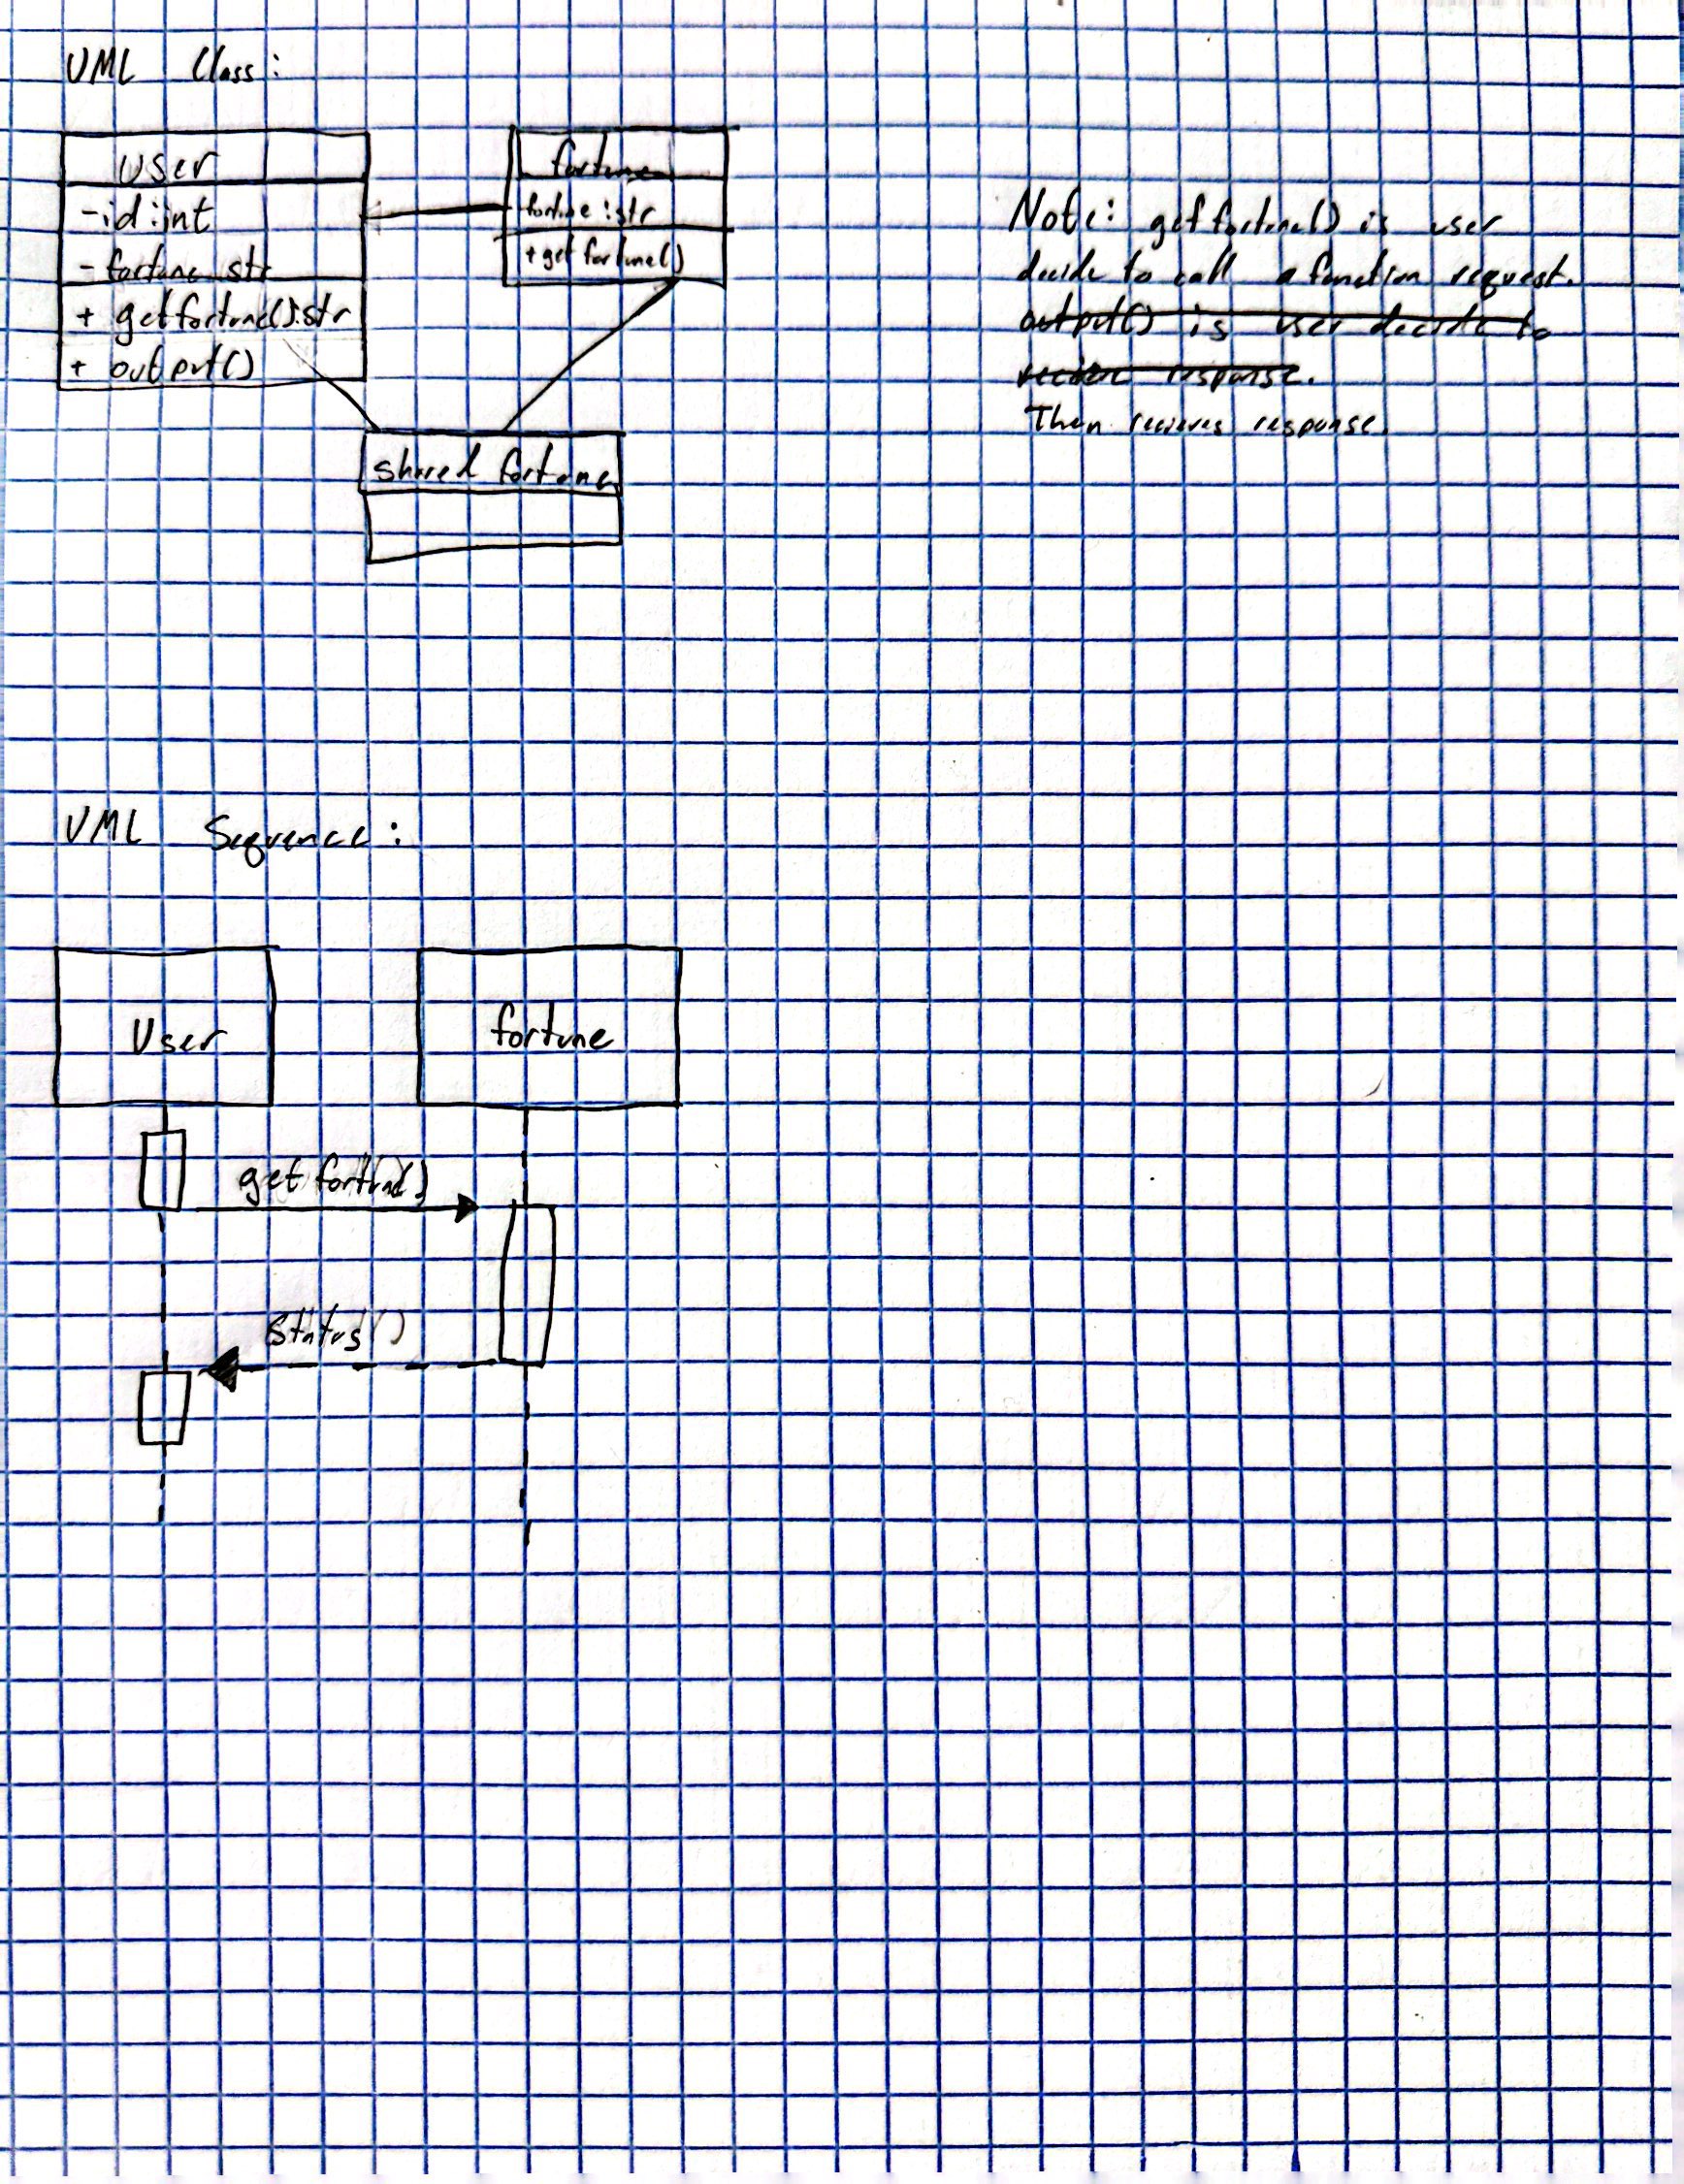 UML Class:
User
-id:int
- fortune str
+ getfortune():str
+ output()
fortune
fortune :str
+get fortune()
shared fortune
Note: getfortune() is user
decide to call a function request.
output() is user decide to
recieve response.
Then recieves response.
UML Sequence:
User
fortune
get fortune()
Status()